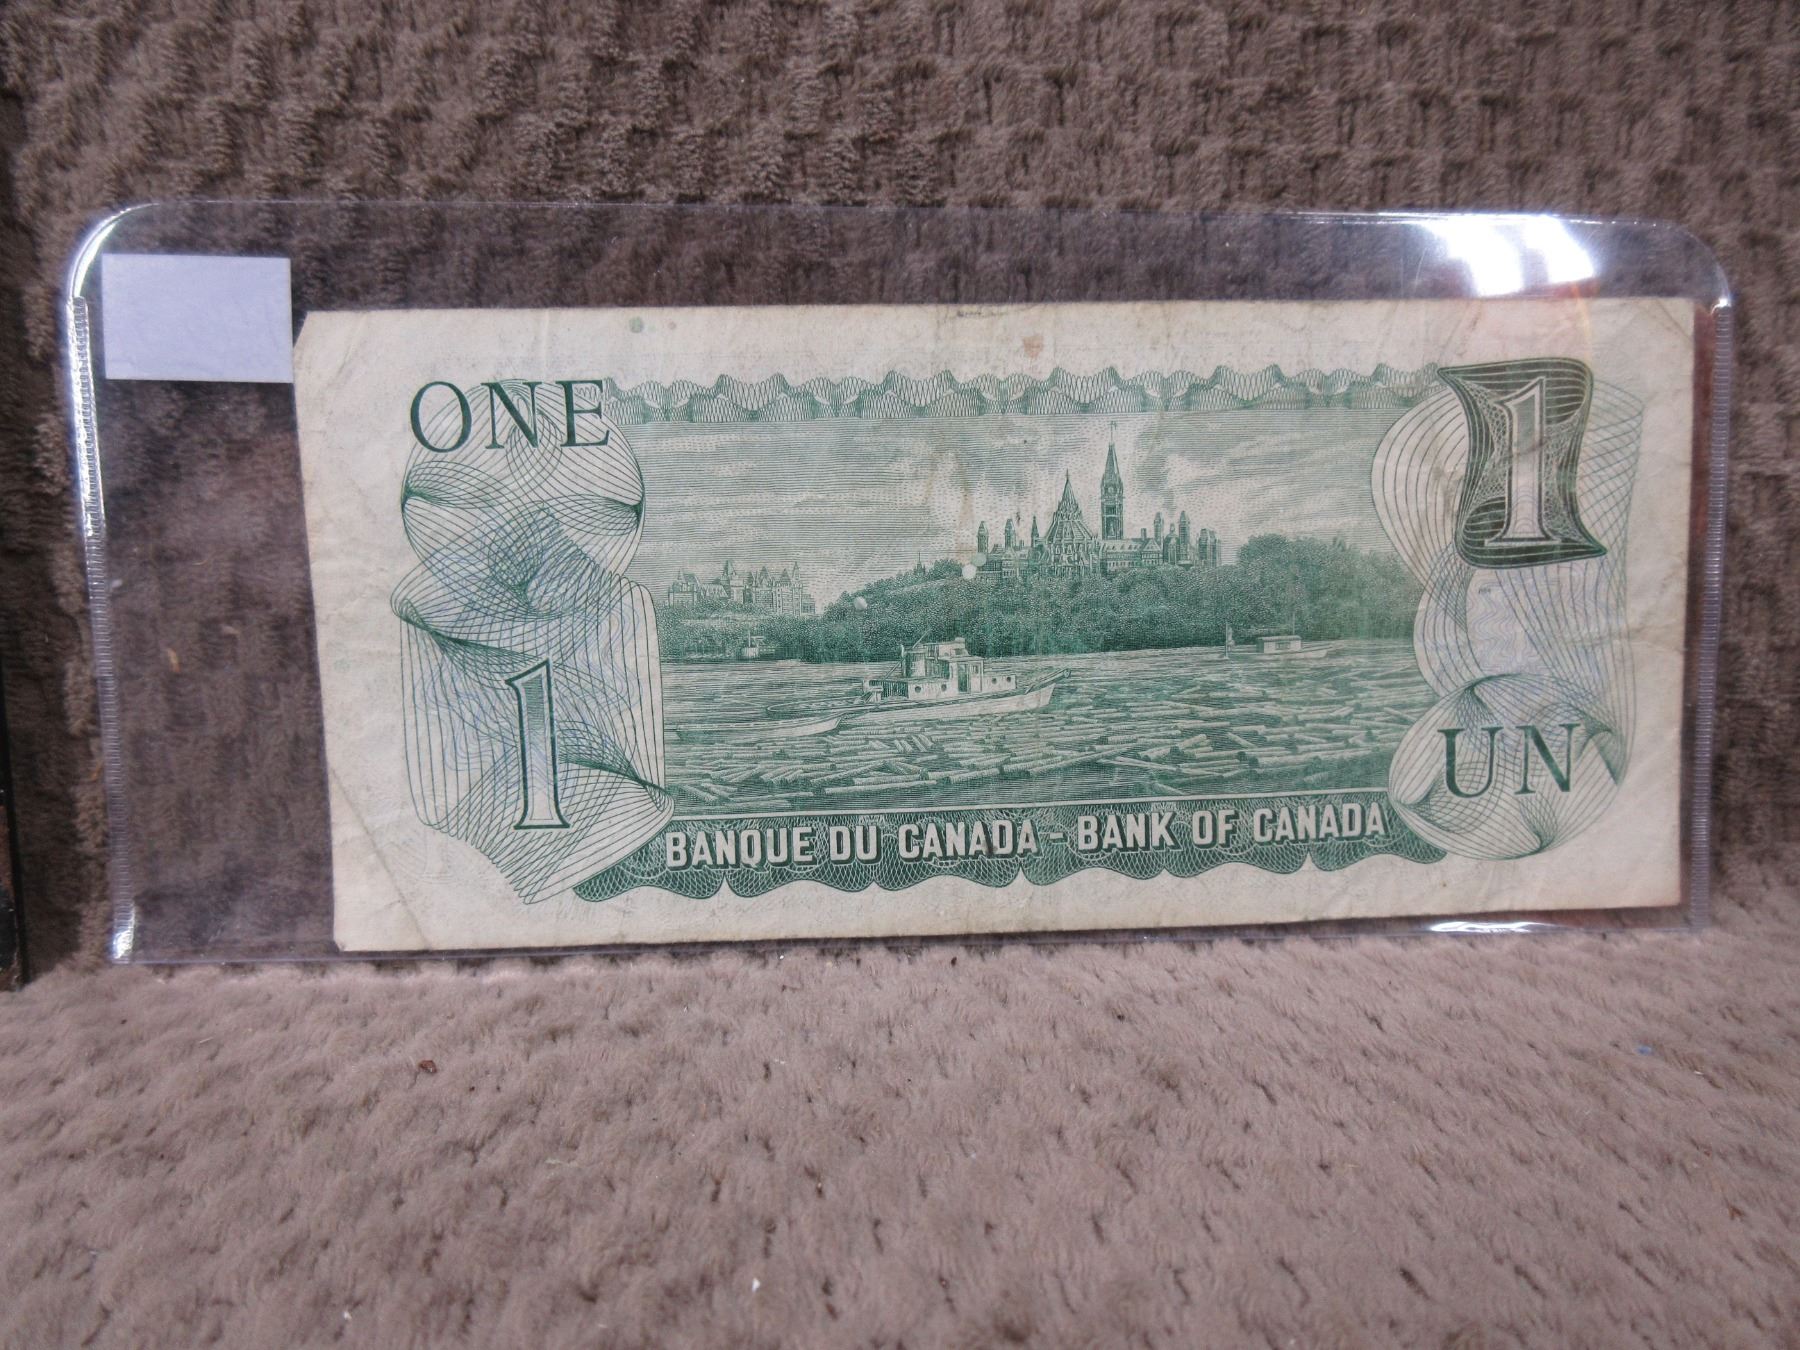 ONE
1
1
BANQUE DU CANADA - BANK OF CANADA
UN